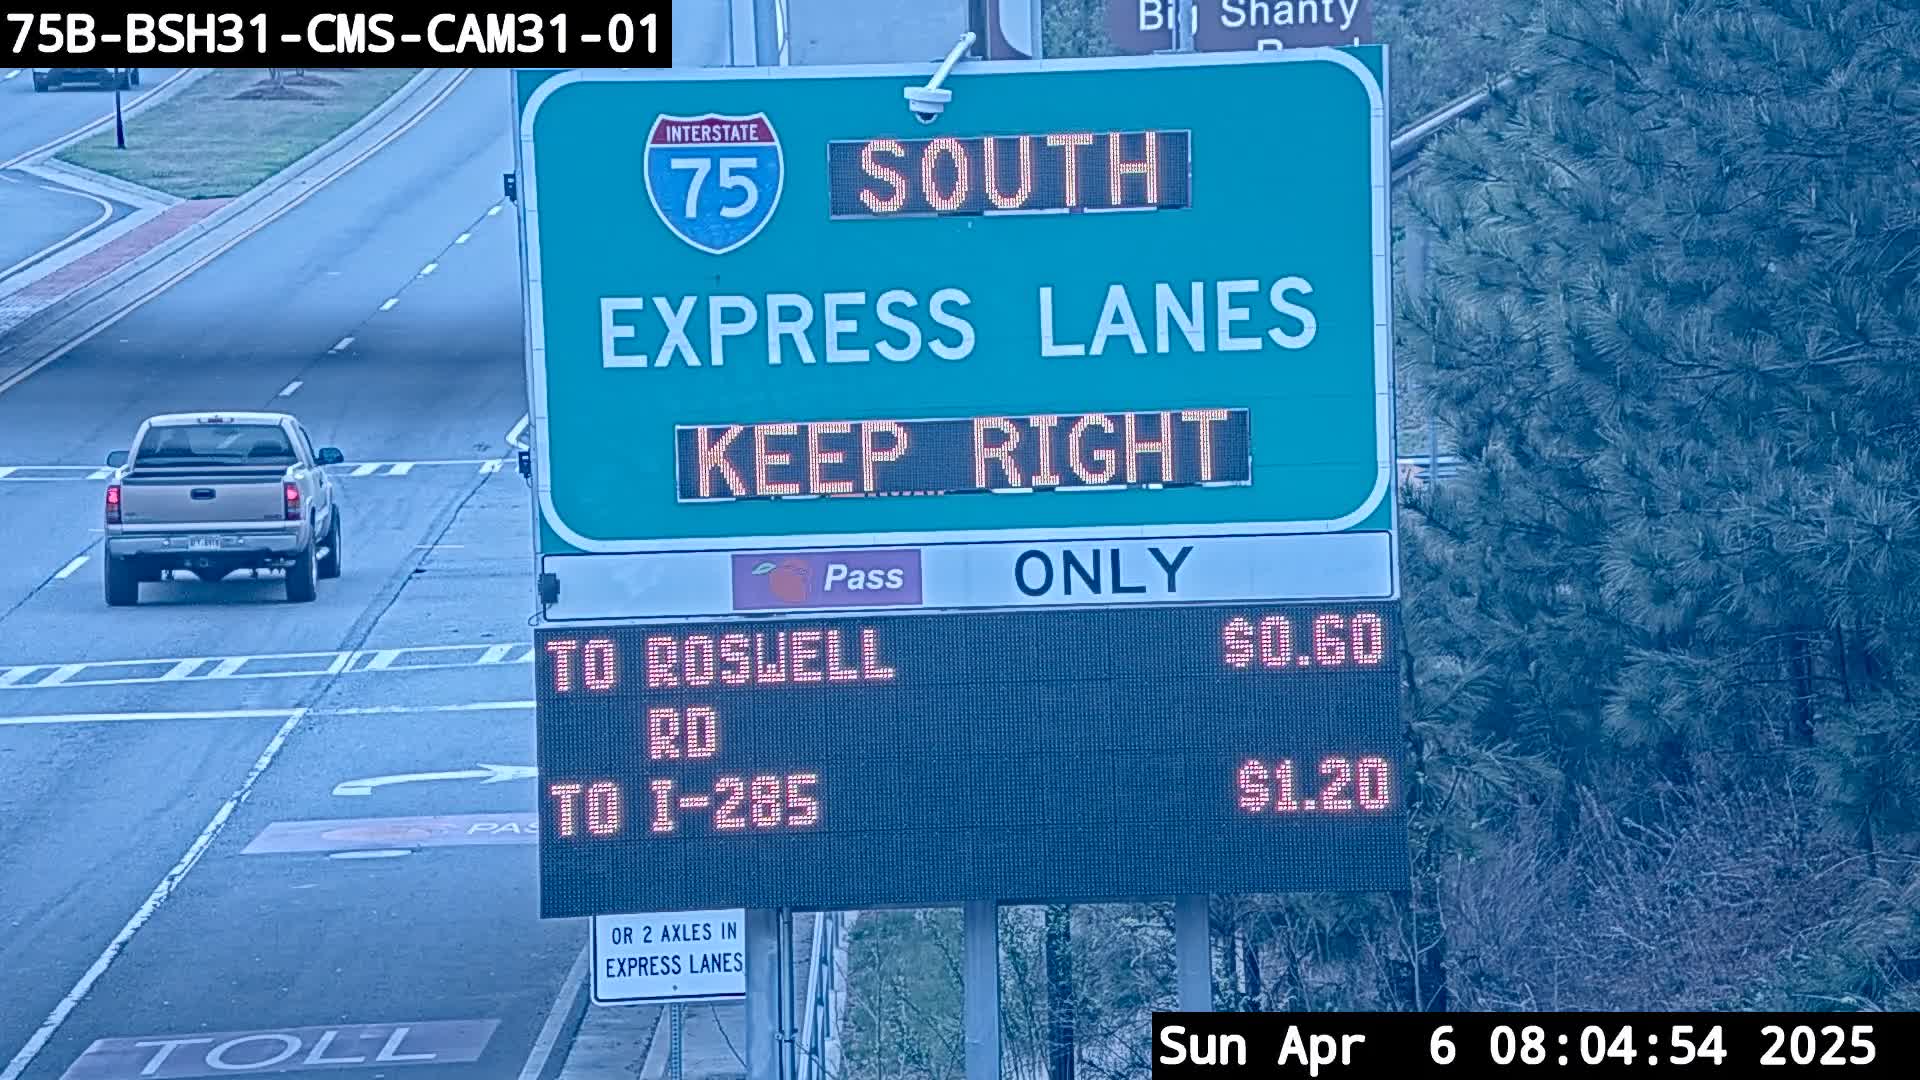 75B-BSH31-CMS-CAM31-01
Big Shanty
INTERSTATE
75
SOUTH
EXPRESS LANES
KEEP RIGHT
Pass ONLY
TO ROSWELL $0.60
RD
TO I-285 $1.20
OR 2 AXLES IN
EXPRESS LANES
TOLL
Sun Apr 6 08:04:54 2025